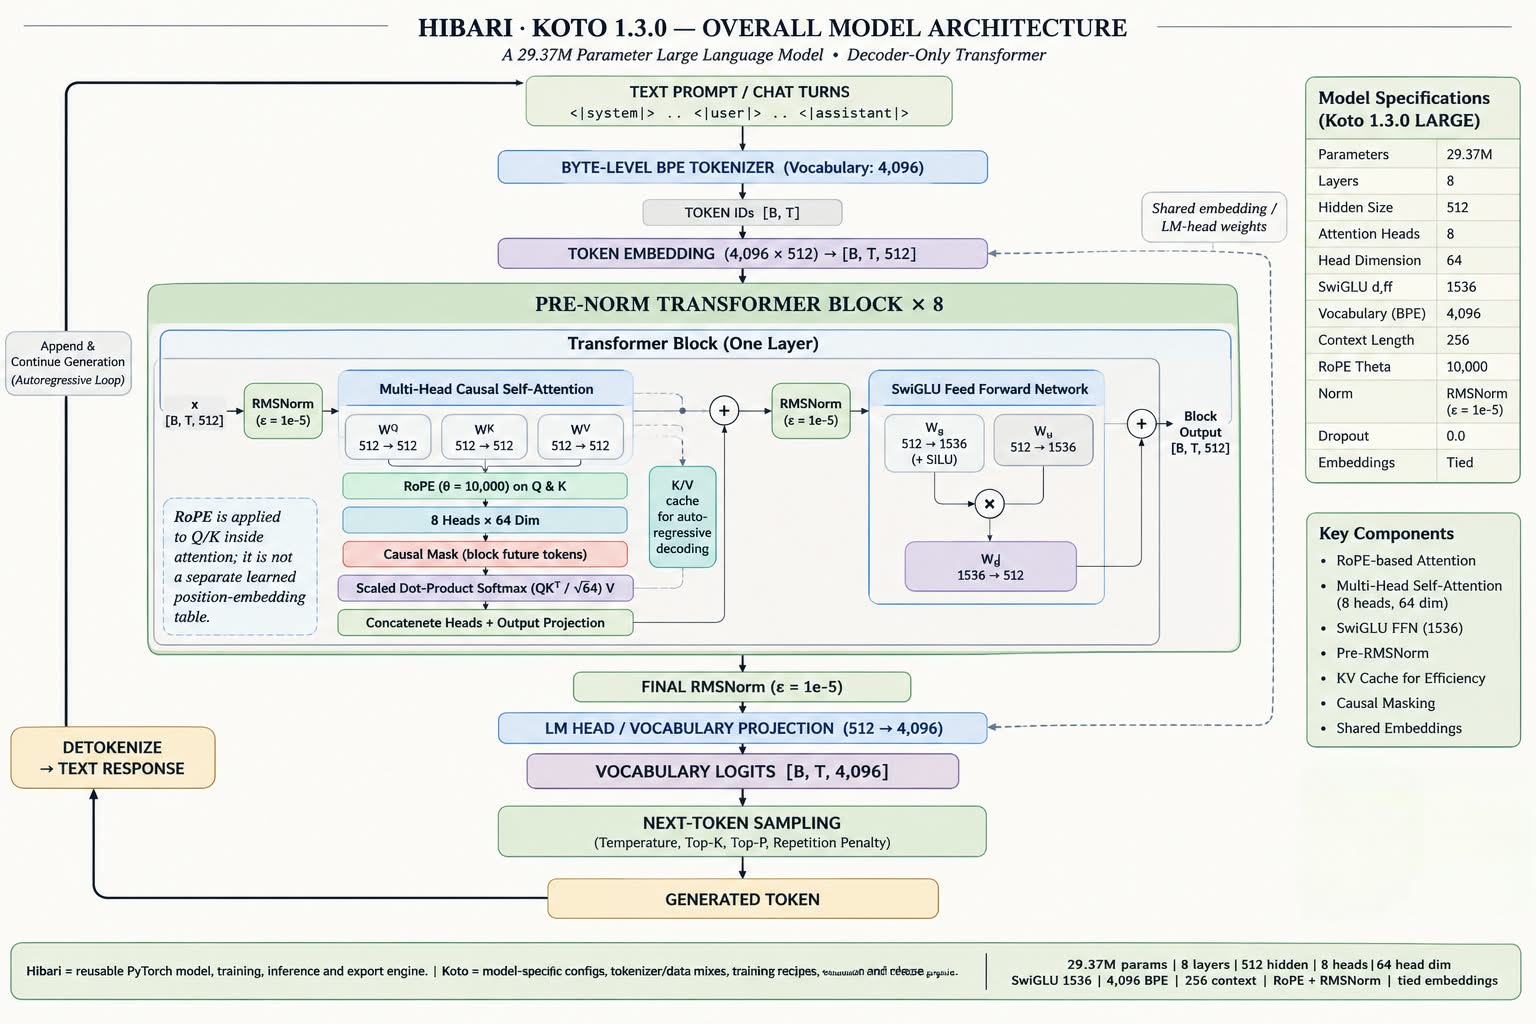 HIBARI · KOTO 1.3.0 — OVERALL MODEL ARCHITECTURE
A 29.37M Parameter Large Language Model • Decoder-Only Transformer
TEXT PROMPT / CHAT TURNS
<|system|> .. <|user|> .. <|assistant|>
BYTE-LEVEL BPE TOKENIZER (Vocabulary: 4,096)
TOKEN IDs [B, T]
TOKEN EMBEDDING (4,096 × 512) → [B, T, 512]
Shared embedding /
LM-head weights
PRE-NORM TRANSFORMER BLOCK × 8
Transformer Block (One Layer)
x
[B, T, 512]
RMSNorm
(ε = 1e-5)
Multi-Head Causal Self-Attention
W^Q
512 → 512
W^K
512 → 512
W^V
512 → 512
RoPE (θ = 10,000) on Q & K
8 Heads × 64 Dim
Causal Mask (block future tokens)
Scaled Dot-Product Softmax (QK^T / √64) V
Concatenete Heads + Output Projection
K/V
cache
for auto-
regressive
decoding
RoPE is applied
to Q/K inside
attention; it is not
a separate learned
position-embedding
table.
+
RMSNorm
(ε = 1e-5)
SwiGLU Feed Forward Network
W
512 → 1536
(+ SiLU)
W
512 → 1536
×
W
1536 → 512
+
Block
Output
[B, T, 512]
FINAL RMSNorm (ε = 1e-5)
LM HEAD / VOCABULARY PROJECTION (512 → 4,096)
VOCABULARY LOGITS [B, T, 4,096]
NEXT-TOKEN SAMPLING
(Temperature, Top-K, Top-P, Repetition Penalty)
GENERATED TOKEN
DETOKENIZE
→ TEXT RESPONSE
Append &
Continue Generation
(Autoregressive Loop)
Model Specifications
(Koto 1.3.0 LARGE)
Parameters 29.37M
Layers 8
Hidden Size 512
Attention Heads 8
Head Dimension 64
SwiGLU d,ff 1536
Vocabulary (BPE) 4,096
Context Length 256
RoPE Theta 10,000
Norm RMSNorm
(ε = 1e-5)
Dropout 0.0
Embeddings Tied
Key Components
• RoPE-based Attention
• Multi-Head Self-Attention
(8 heads, 64 dim)
• SwiGLU FFN (1536)
• Pre-RMSNorm
• KV Cache for Efficiency
• Causal Masking
• Shared Embeddings
Hibari = reusable PyTorch model, training, inference and export engine. | Koto = model-specific configs, tokenizer/data mixes, training recipes, and
29.37M params | 8 layers | 512 hidden | 8 heads | 64 head dim
SwiGLU 1536 | 4,096 BPE | 256 context | RoPE + RMSNorm | tied embeddings